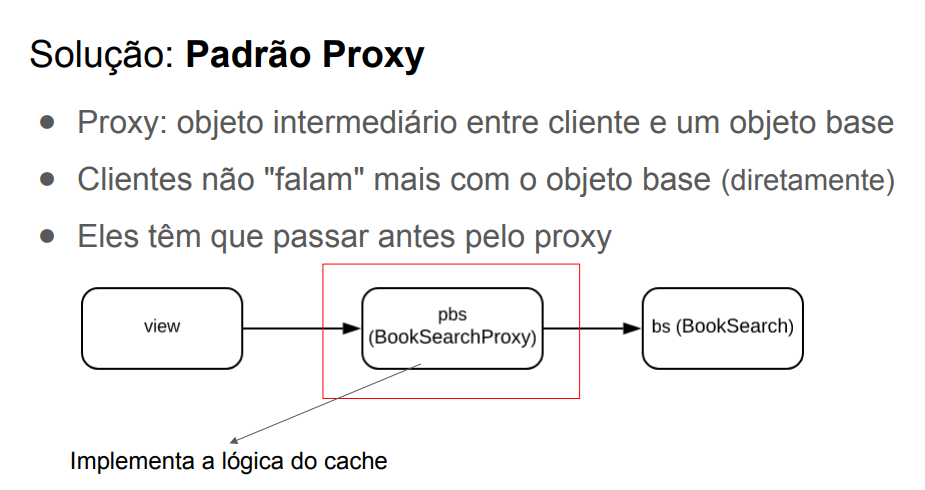 Solução: Padrão Proxy
● Proxy: objeto intermediário entre cliente e um objeto base
● Clientes não "falam" mais com o objeto base (diretamente)
● Eles têm que passar antes pelo proxy
view
pbs
(BookSearchProxy)
bs (BookSearch)
Implementa a lógica do cache